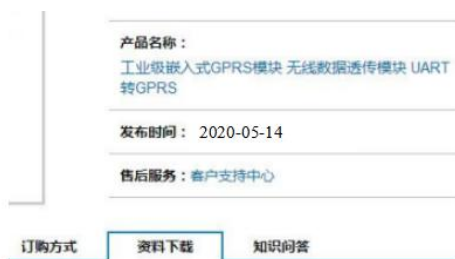 产品名称：
工业级嵌入式GPRS模块 无线数据透传模块 UART
转GPRS
发布时间： 2020-05-14
售后服务：客户支持中心
订购方式 资料下载 知识问答